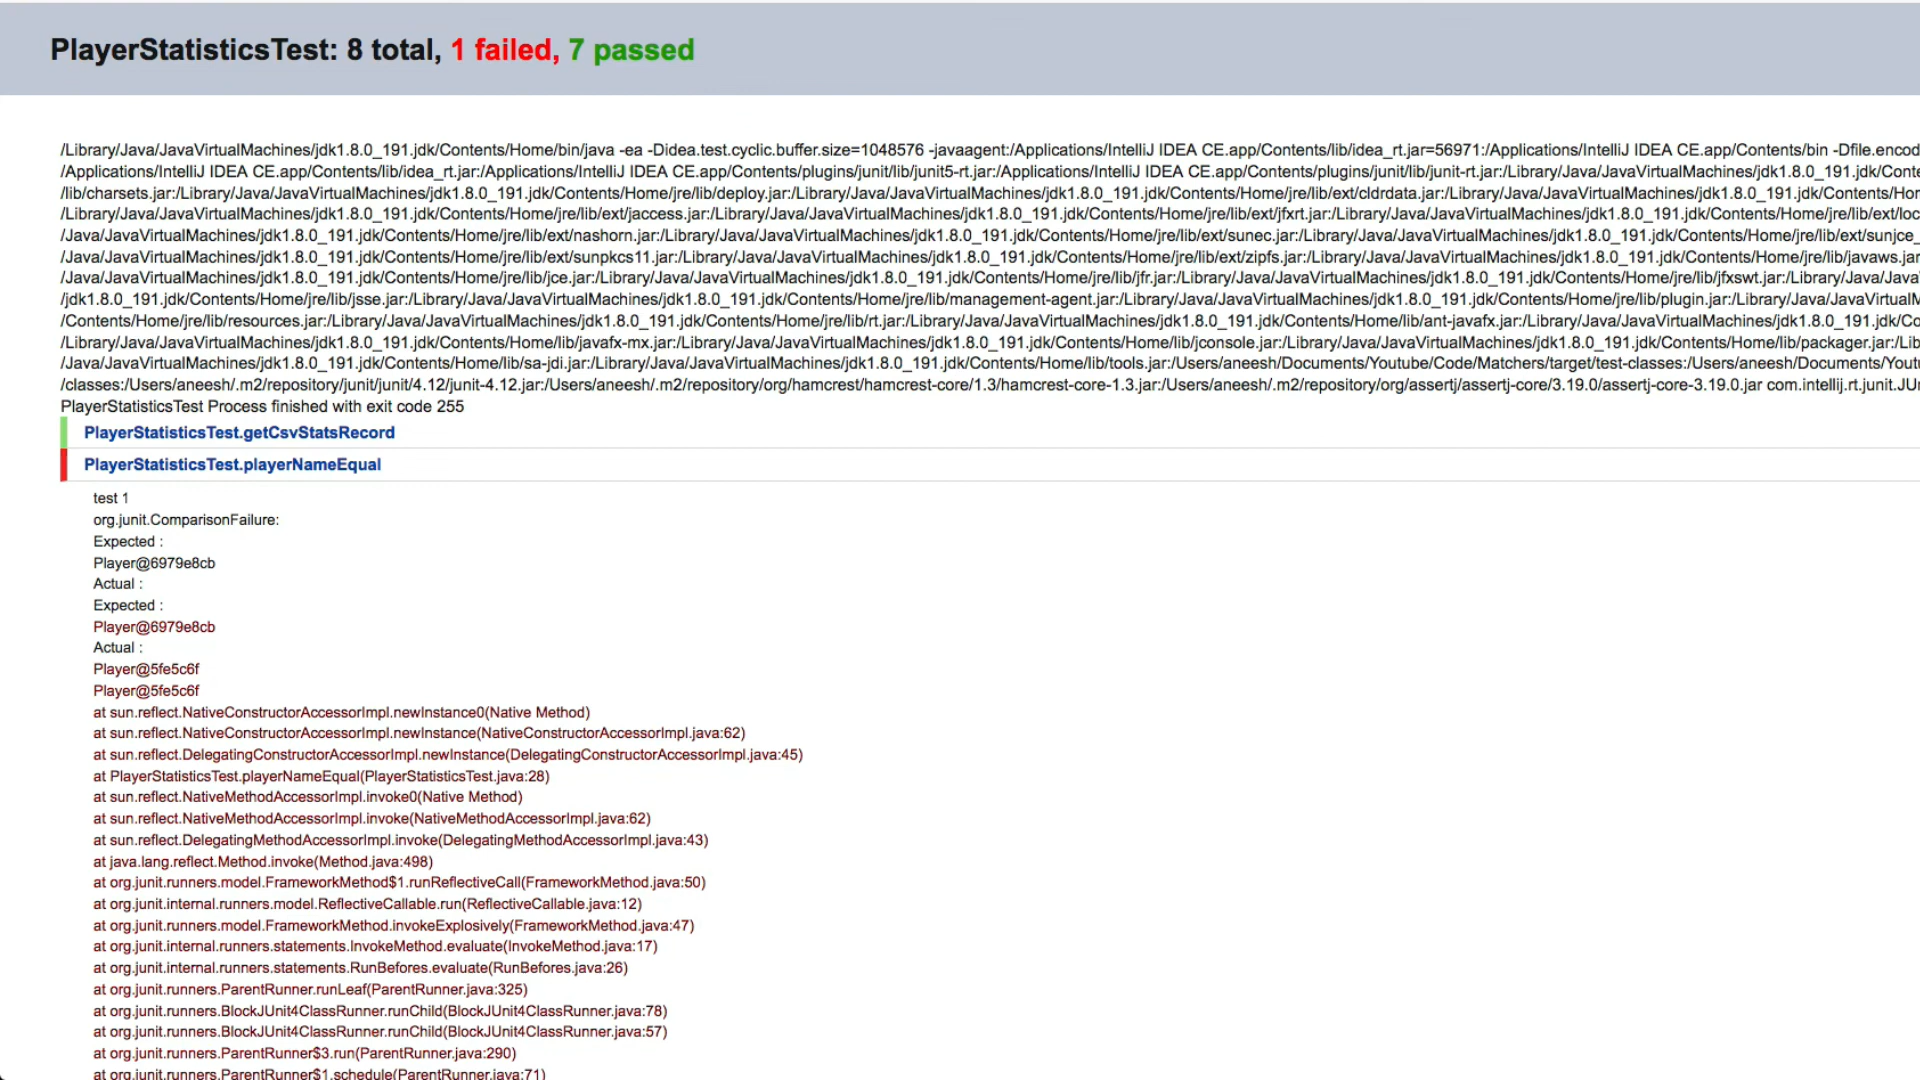 PlayerStatisticsTest: 8 total, 1 failed, 7 passed
/Library/Java/JavaVirtualMachines/jdk1.8.0_191.jdk/Contents/Home/bin/java -ea -Didea.test.cyclic.buffer.size=1048576 -javaagent:/Applications/IntelliJ IDEA CE.app/Contents/lib/idea_rt.jar=56971:/Applications/IntelliJ IDEA CE.app/Contents/bin -Dfile.encod
/Applications/IntelliJ IDEA CE.app/Contents/lib/idea_rt.jar:/Applications/IntelliJ IDEA CE.app/Contents/plugins/junit/lib/junit5-rt.jar:/Applications/IntelliJ IDEA CE.app/Contents/plugins/junit/lib/junit-rt.jar:/Library/Java/JavaVirtualMachines/jdk1.8.0_191.jdk/Conte
/lib/charsets.jar:/Library/Java/JavaVirtualMachines/jdk1.8.0_191.jdk/Contents/Home/jre/lib/deploy.jar:/Library/Java/JavaVirtualMachines/jdk1.8.0_191.jdk/Contents/Home/jre/lib/ext/cldrdata.jar:/Library/Java/JavaVirtualMachines/jdk1.8.0_191.jdk/Contents/Hom
/Library/Java/JavaVirtualMachines/jdk1.8.0_191.jdk/Contents/Home/jre/lib/ext/jaccess.jar:/Library/Java/JavaVirtualMachines/jdk1.8.0_191.jdk/Contents/Home/jre/lib/ext/jfxrt.jar:/Library/Java/JavaVirtualMachines/jdk1.8.0_191.jdk/Contents/Home/jre/lib/ext/loc
/Java/JavaVirtualMachines/jdk1.8.0_191.jdk/Contents/Home/jre/lib/ext/nashorn.jar:/Library/Java/JavaVirtualMachines/jdk1.8.0_191.jdk/Contents/Home/jre/lib/ext/sunec.jar:/Library/Java/JavaVirtualMachines/jdk1.8.0_191.jdk/Contents/Home/jre/lib/ext/sunjce_
/Java/JavaVirtualMachines/jdk1.8.0_191.jdk/Contents/Home/jre/lib/ext/sunpkcs11.jar:/Library/Java/JavaVirtualMachines/jdk1.8.0_191.jdk/Contents/Home/jre/lib/ext/zipfs.jar:/Library/Java/JavaVirtualMachines/jdk1.8.0_191.jdk/Contents/Home/jre/lib/javaws.jar
/Java/JavaVirtualMachines/jdk1.8.0_191.jdk/Contents/Home/jre/lib/jce.jar:/Library/Java/JavaVirtualMachines/jdk1.8.0_191.jdk/Contents/Home/jre/lib/jfr.jar:/Library/Java/JavaVirtualMachines/jdk1.8.0_191.jdk/Contents/Home/jre/lib/jfxswt.jar:/Library/Java/Java
/jdk1.8.0_191.jdk/Contents/Home/jre/lib/jsse.jar:/Library/Java/JavaVirtualMachines/jdk1.8.0_191.jdk/Contents/Home/jre/lib/management-agent.jar:/Library/Java/JavaVirtualMachines/jdk1.8.0_191.jdk/Contents/Home/jre/lib/plugin.jar:/Library/Java/JavaVirtualM
/Contents/Home/jre/lib/resources.jar:/Library/Java/JavaVirtualMachines/jdk1.8.0_191.jdk/Contents/Home/jre/lib/rt.jar:/Library/Java/JavaVirtualMachines/jdk1.8.0_191.jdk/Contents/Home/lib/ant-javafx.jar:/Library/Java/JavaVirtualMachines/jdk1.8.0_191.jdk/Co
/Library/Java/JavaVirtualMachines/jdk1.8.0_191.jdk/Contents/Home/lib/javafx-mx.jar:/Library/Java/JavaVirtualMachines/jdk1.8.0_191.jdk/Contents/Home/lib/jconsole.jar:/Library/Java/JavaVirtualMachines/jdk1.8.0_191.jdk/Contents/Home/lib/packager.jar:/Lib
/Java/JavaVirtualMachines/jdk1.8.0_191.jdk/Contents/Home/lib/sa-jdi.jar:/Library/Java/JavaVirtualMachines/jdk1.8.0_191.jdk/Contents/Home/lib/tools.jar:/Users/aneesh/Documents/Youtube/Code/Matchers/target/test-classes:/Users/aneesh/Documents/Yout
/classes:/Users/aneesh/.m2/repository/junit/junit/4.12/junit-4.12.jar:/Users/aneesh/.m2/repository/org/hamcrest/hamcrest-core/1.3/hamcrest-core-1.3.jar:/Users/aneesh/.m2/repository/org/assertj/assertj-core/3.19.0/assertj-core-3.19.0.jar com.intellij.rt.junit.JU
PlayerStatisticsTest Process finished with exit code 255
PlayerStatisticsTest.getCsvStatsRecord
PlayerStatisticsTest.playerNameEqual
test 1
org.junit.ComparisonFailure:
Expected :
Player@6979e8cb
Actual :
Expected :
Player@6979e8cb
Actual :
Player@5fe5c6f
Player@5fe5c6f
at sun.reflect.NativeConstructorAccessorImpl.newInstance0(Native Method)
at sun.reflect.NativeConstructorAccessorImpl.newInstance(NativeConstructorAccessorImpl.java:62)
at sun.reflect.DelegatingConstructorAccessorImpl.newInstance(DelegatingConstructorAccessorImpl.java:45)
at PlayerStatisticsTest.playerNameEqual(PlayerStatisticsTest.java:28)
at sun.reflect.NativeMethodAccessorImpl.invoke0(Native Method)
at sun.reflect.NativeMethodAccessorImpl.invoke(NativeMethodAccessorImpl.java:62)
at sun.reflect.DelegatingMethodAccessorImpl.invoke(DelegatingMethodAccessorImpl.java:43)
at java.lang.reflect.Method.invoke(Method.java:498)
at org.junit.runners.model.FrameworkMethod$1.runReflectiveCall(FrameworkMethod.java:50)
at org.junit.internal.runners.model.ReflectiveCallable.run(ReflectiveCallable.java:12)
at org.junit.runners.model.FrameworkMethod.invokeExplosively(FrameworkMethod.java:47)
at org.junit.internal.runners.statements.InvokeMethod.evaluate(InvokeMethod.java:17)
at org.junit.internal.runners.statements.RunBefores.evaluate(RunBefores.java:26)
at org.junit.runners.ParentRunner.runLeaf(ParentRunner.java:325)
at org.junit.runners.BlockJUnit4ClassRunner.runChild(BlockJUnit4ClassRunner.java:78)
at org.junit.runners.BlockJUnit4ClassRunner.runChild(BlockJUnit4ClassRunner.java:57)
at org.junit.runners.ParentRunner$3.run(ParentRunner.java:290)
at org.junit.runners.ParentRunner$1.schedule(ParentRunner.java:71)